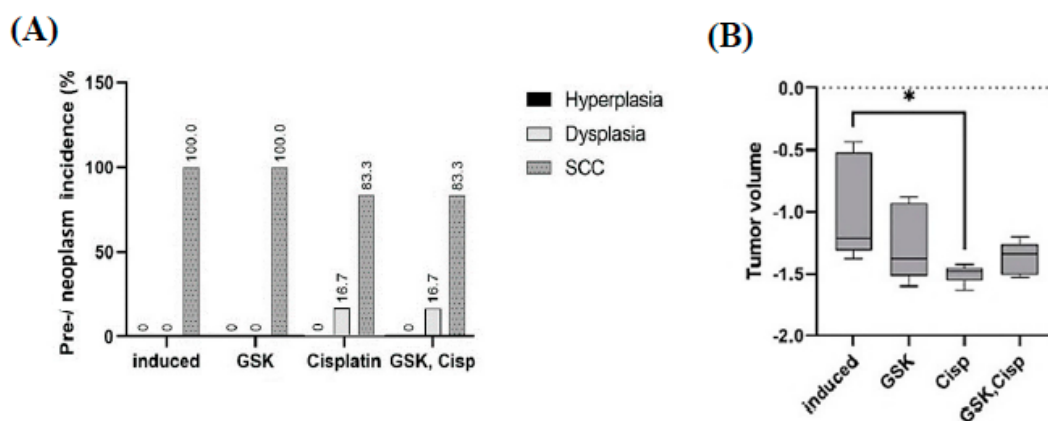 (A)
Pre-/ neoplasm incidence (%
150
100
50
0
0
0
100.0
0
0
100.0
0
16.7
83.3
0
16.7
83.3
induced
GSK
Cisplatin
GSK, Cisp
Hyperplasia
Dysplasia
SCC
(B)
Tumor volume
0.0
-0.5
-1.0
-1.5
-2.0
*
induced
GSK
Cisp
GSK,Cisp